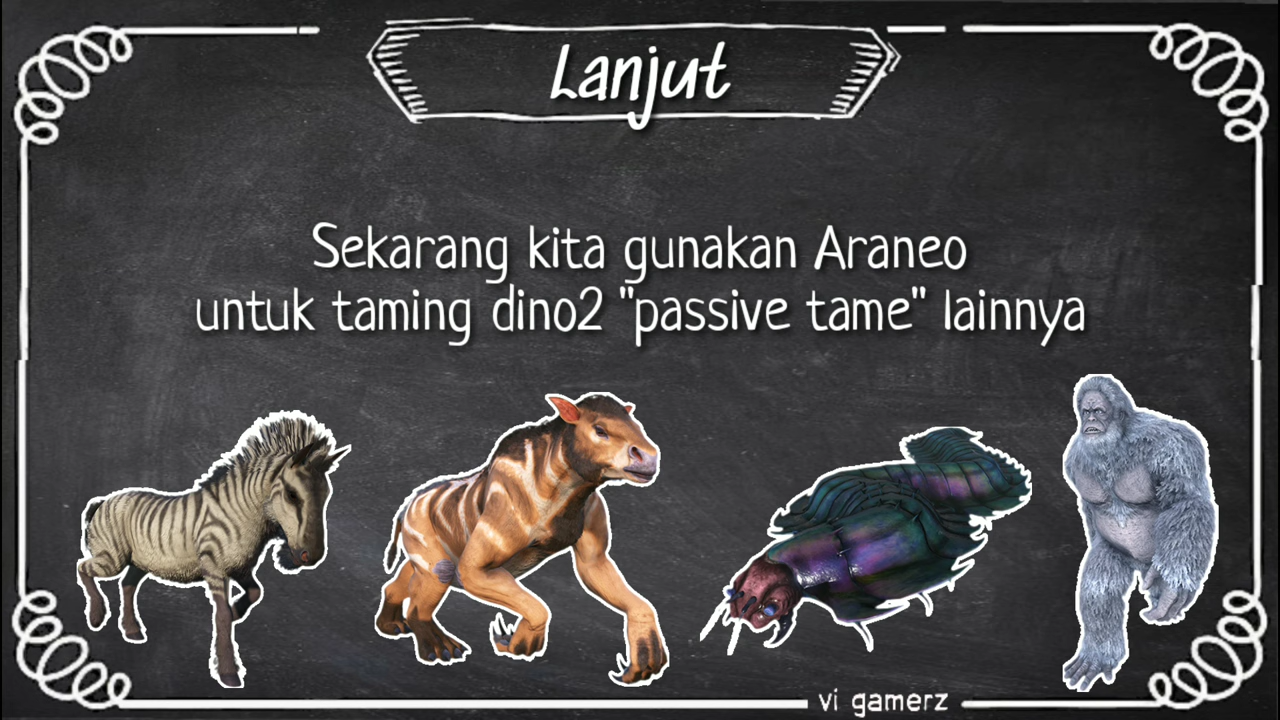 Lanjut
Sekarang kita gunakan Araneo
untuk taming dino2 "passive tame" lainnya
vi gamerz